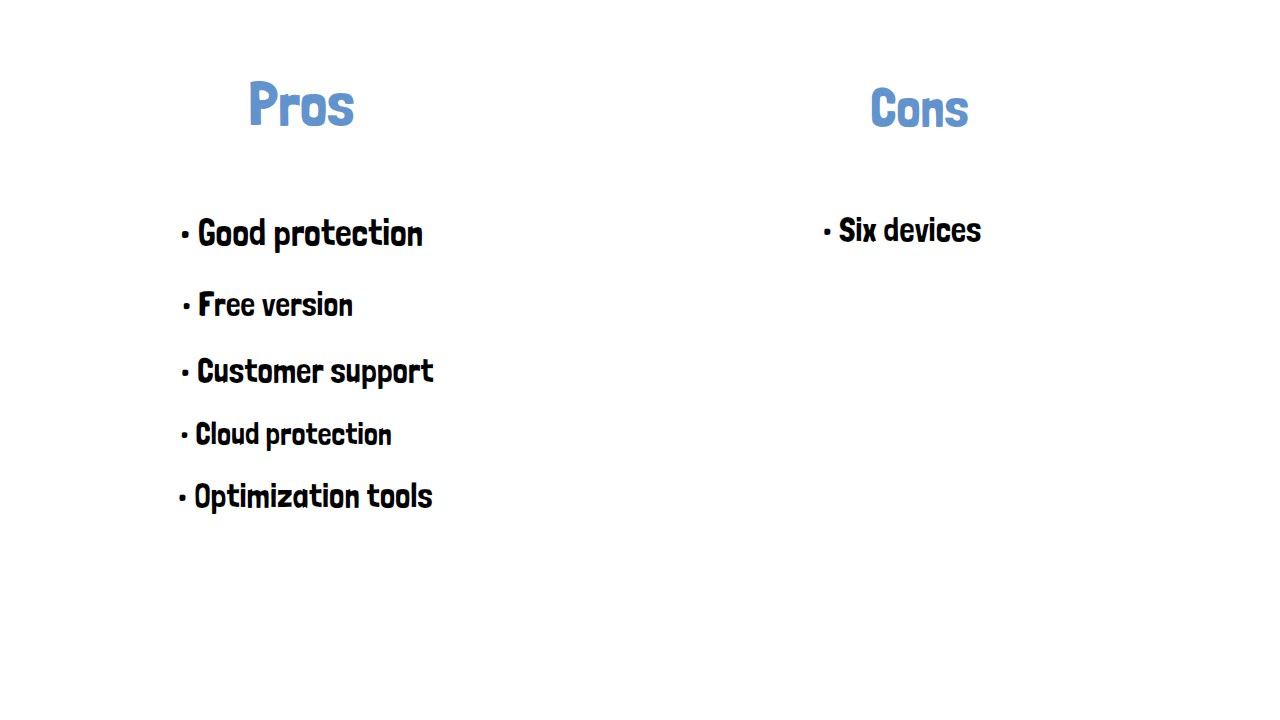 Pros
• Good protection
• Free version
• Customer support
• Cloud protection
• Optimization tools
Cons
• Six devices